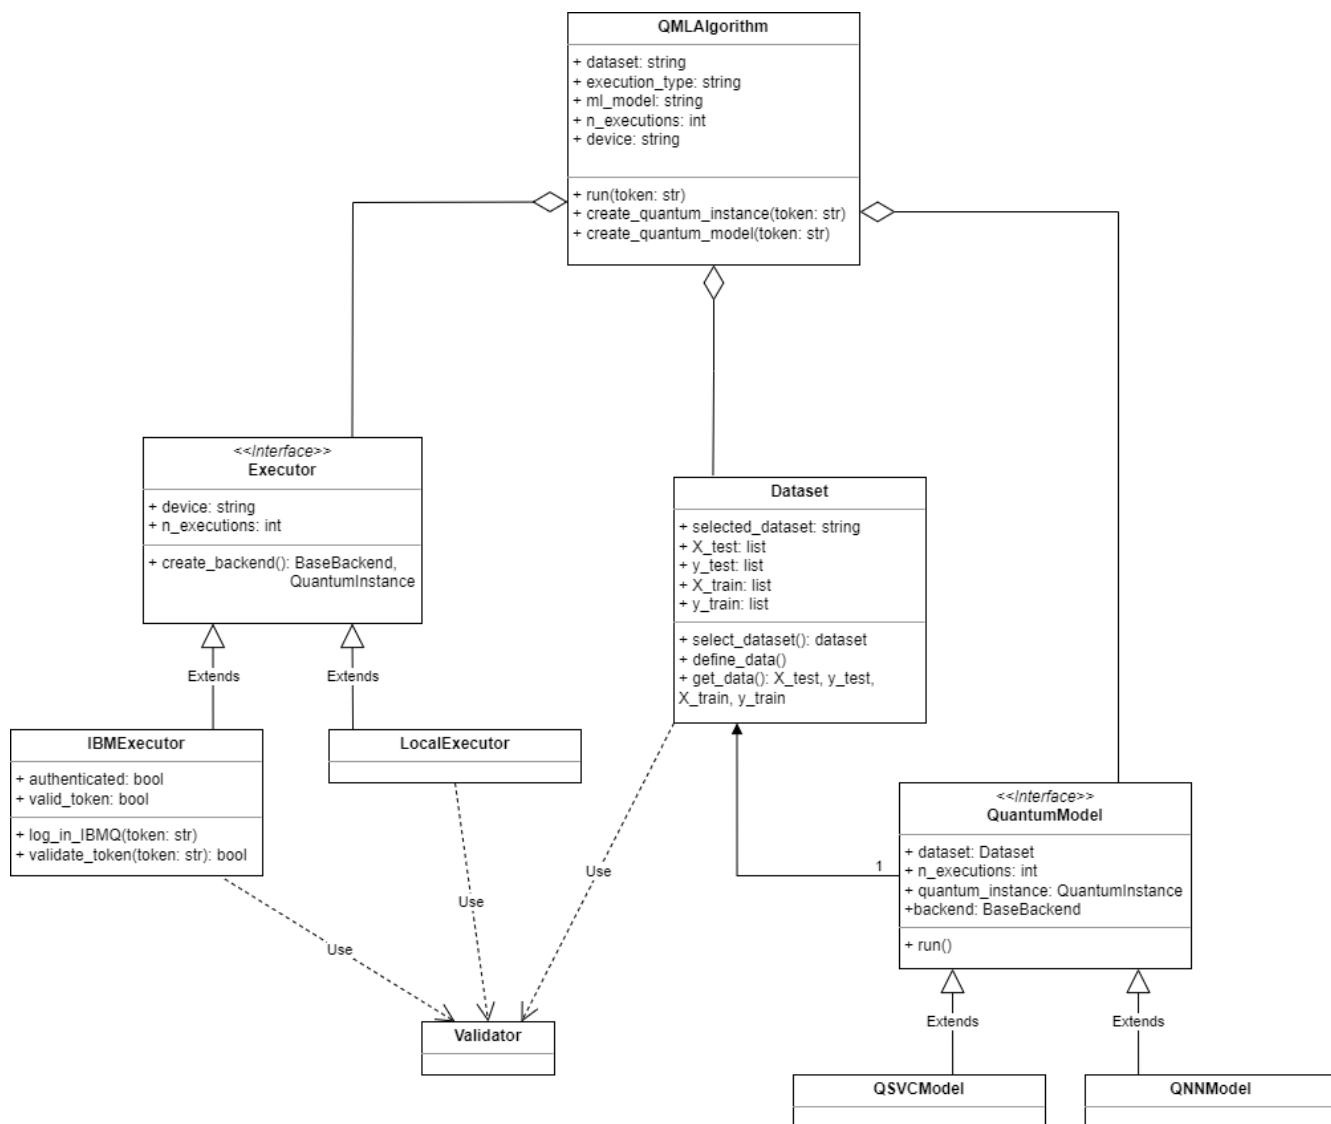 QMLAlgorithm
+ dataset: string
+ execution_type: string
+ ml_model: string
+ n_executions: int
+ device: string
+ run(token: str)
+ create_quantum_instance(token: str)
+ create_quantum_model(token: str)
<<Interface>>
Executor
+ device: string
+ n_executions: int
+ create_backend(): BaseBackend,
QuantumInstance
Dataset
+ selected_dataset: string
+ X_test: list
+ y_test: list
+ X_train: list
+ y_train: list
+ select_dataset(): dataset
+ define_data()
+ get_data(): X_test, y_test,
X_train, y_train
Extends
Extends
IBMExecutor
+ authenticated: bool
+ valid_token: bool
+ log_in_IBMQ(token: str)
+ validate_token(token: str): bool
LocalExecutor
<<Interface>>
QuantumModel
+ dataset: Dataset
+ n_executions: int
+ quantum_instance: QuantumInstance
+backend: BaseBackend
+ run()
1
Use
Use
Use
Validator
Extends
Extends
QSVCModel
QNNModel